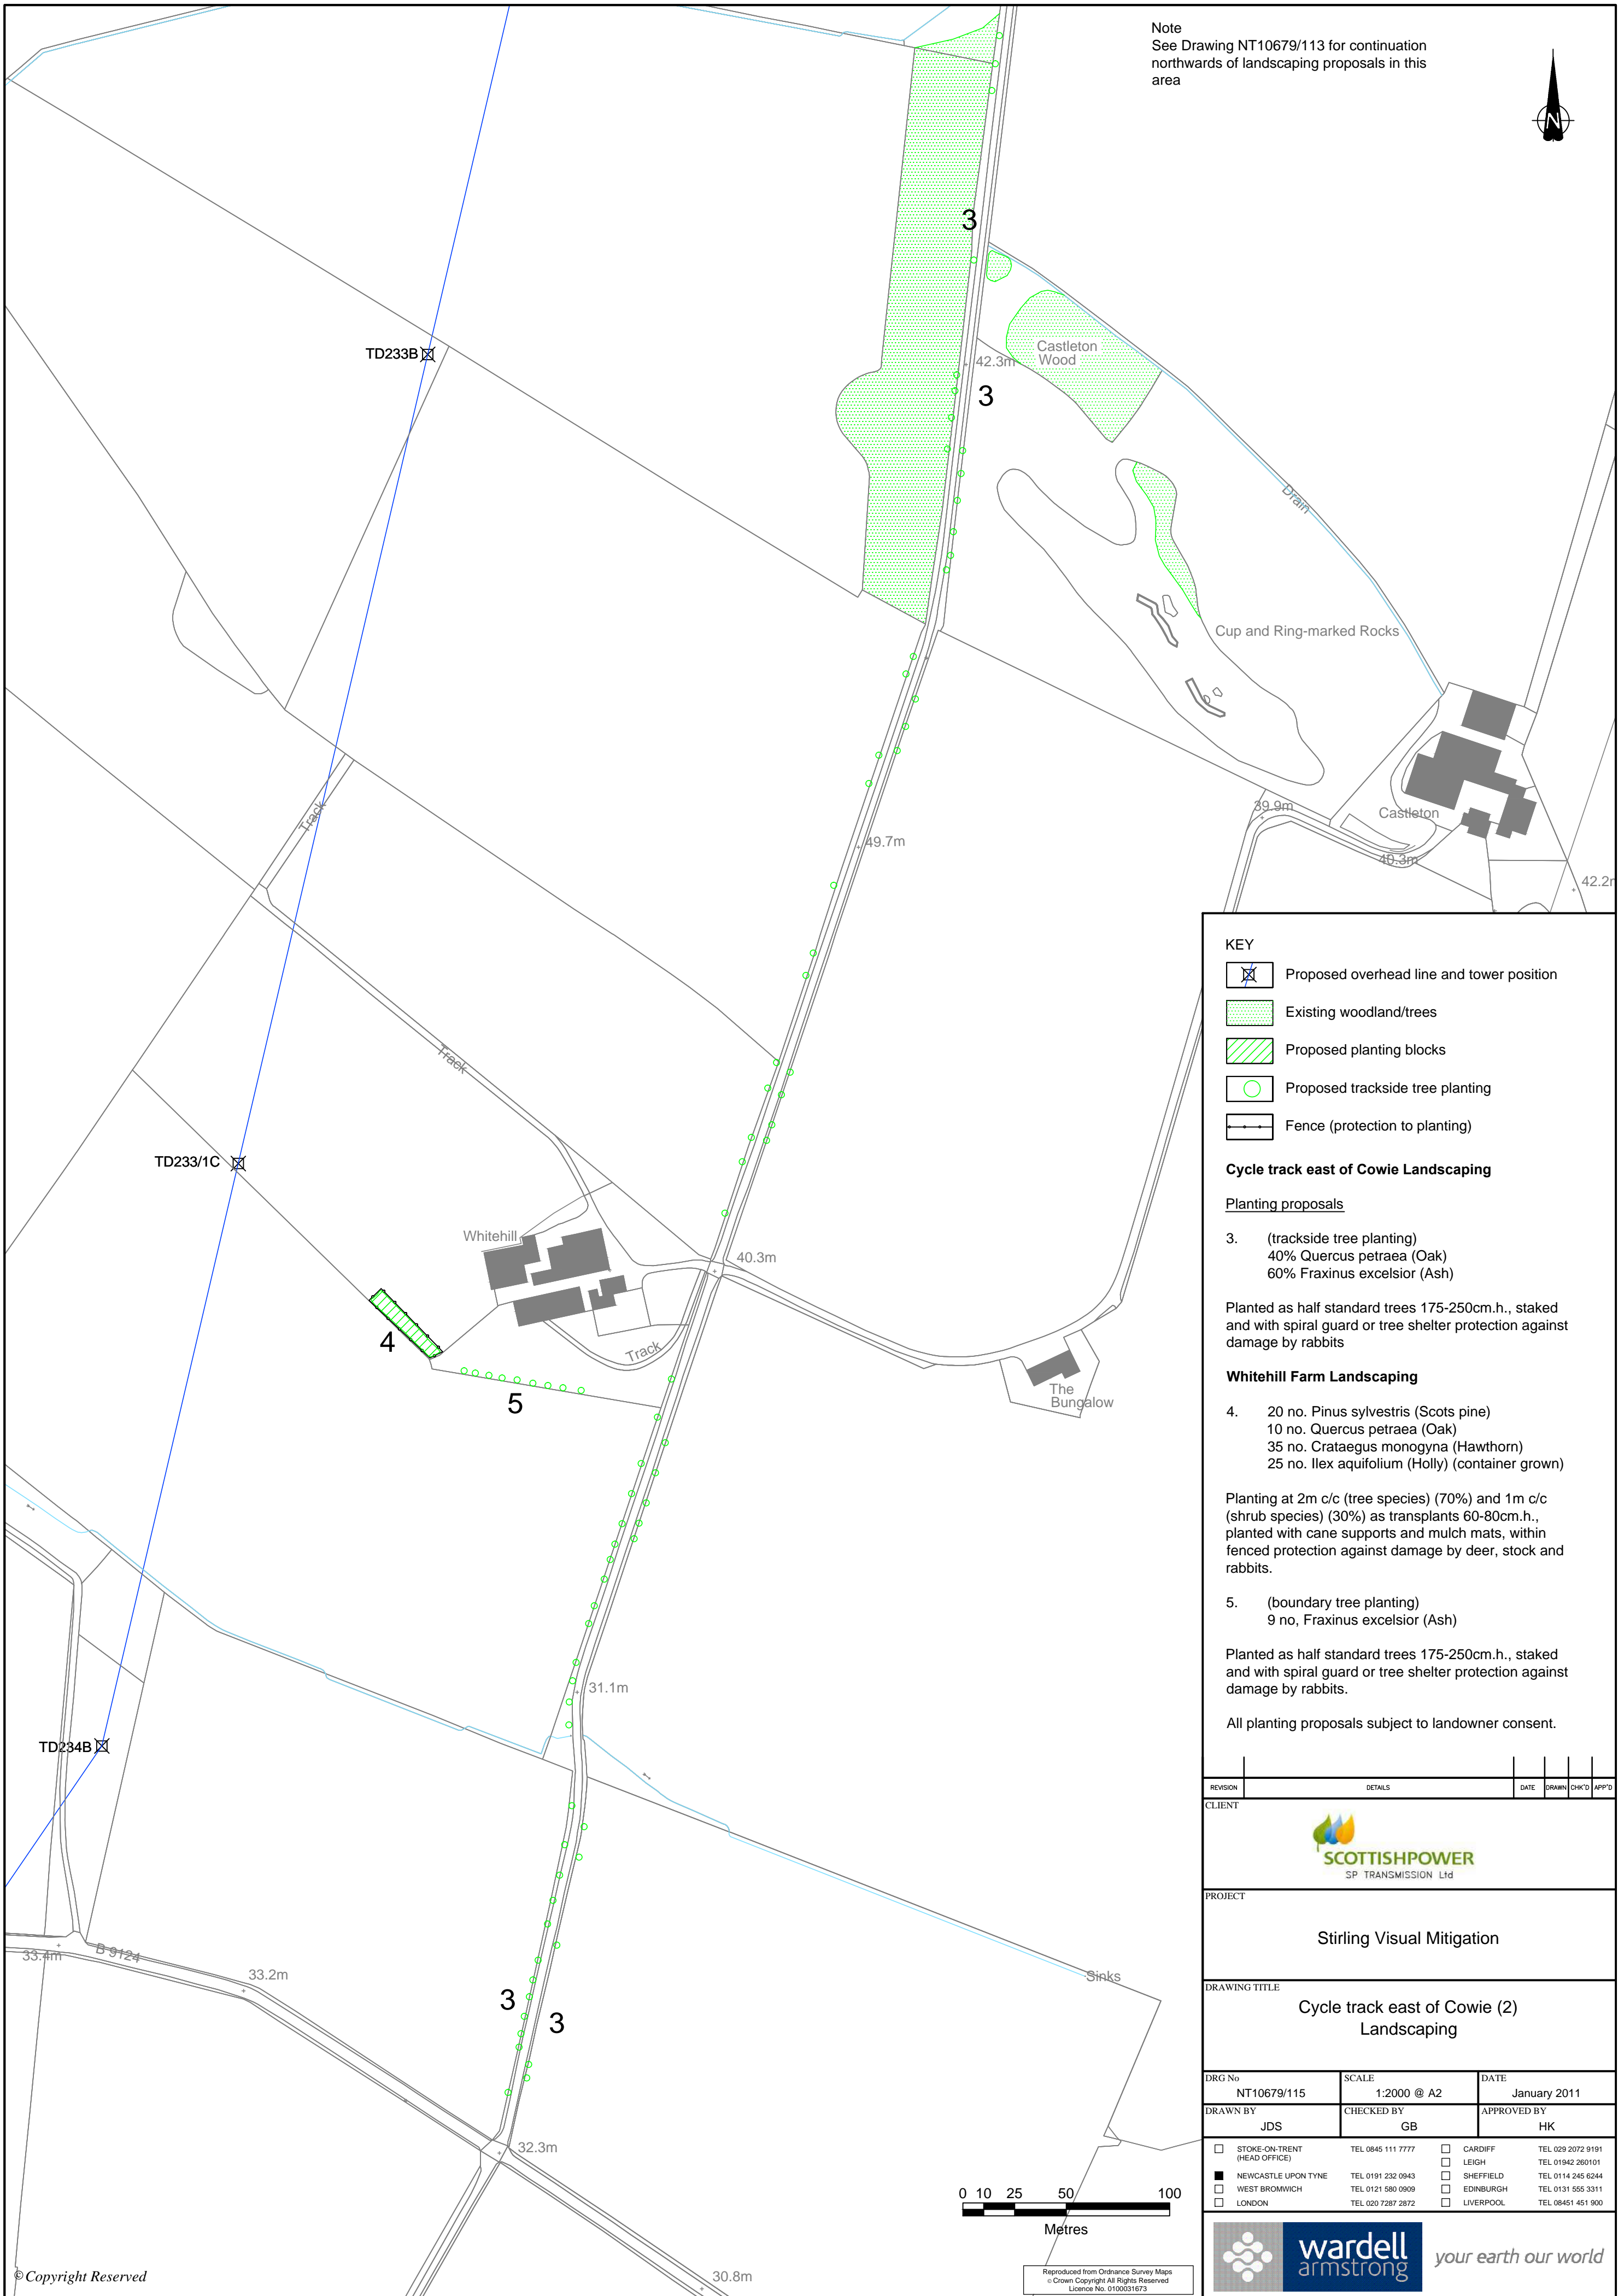 Note
See Drawing NT10679/113 for continuation
northwards of landscaping proposals in this
area
N
3
TD233B
Castleton
Wood
42.3m
3
Drain
Cup and Ring-marked Rocks
Track
39.9m
Castleton
49.7m
40.3m
42.2m
Track
TD233/1C
Whitehill
40.3m
4
Track
5
The
Bungalow
31.1m
TD234B
33.4m
B 9124
33.2m
Sinks
3
3
32.3m
30.8m
KEY
Proposed overhead line and tower position
Existing woodland/trees
Proposed planting blocks
Proposed trackside tree planting
Fence (protection to planting)
Cycle track east of Cowie Landscaping
Planting proposals
3. (trackside tree planting)
40% Quercus petraea (Oak)
60% Fraxinus excelsior (Ash)
Planted as half standard trees 175-250cm.h., staked
and with spiral guard or tree shelter protection against
damage by rabbits
Whitehill Farm Landscaping
4. 20 no. Pinus sylvestris (Scots pine)
10 no. Quercus petraea (Oak)
35 no. Crataegus monogyna (Hawthorn)
25 no. Ilex aquifolium (Holly) (container grown)
Planting at 2m c/c (tree species) (70%) and 1m c/c
(shrub species) (30%) as transplants 60-80cm.h.,
planted with cane supports and mulch mats, within
fenced protection against damage by deer, stock and
rabbits.
5. (boundary tree planting)
9 no, Fraxinus excelsior (Ash)
Planted as half standard trees 175-250cm.h., staked
and with spiral guard or tree shelter protection against
damage by rabbits.
All planting proposals subject to landowner consent.
REVISION DETAILS DATE DRAWN CHK'D APP'D
CLIENT
SCOTTISHPOWER
SP TRANSMISSION Ltd
PROJECT
Stirling Visual Mitigation
DRAWING TITLE
Cycle track east of Cowie (2)
Landscaping
DRG No SCALE DATE
NT10679/115 1:2000 @ A2 January 2011
DRAWN BY CHECKED BY APPROVED BY
JDS GB HK
STOKE-ON-TRENT TEL 0845 111 7777 CARDIFF TEL 029 2072 9191
(HEAD OFFICE) LEIGH TEL 01942 260101
NEWCASTLE UPON TYNE TEL 0191 232 0943 SHEFFIELD TEL 0114 245 6244
WEST BROMWICH TEL 0121 580 0909 EDINBURGH TEL 0131 555 3311
LONDON TEL 020 7287 2872 LIVERPOOL TEL 08451 451 900
wardell
armstrong
your earth our world
0 10 25 50 100
Metres
Reproduced from Ordnance Survey Maps
© Crown Copyright All Rights Reserved
Licence No. 0100031673
© Copyright Reserved